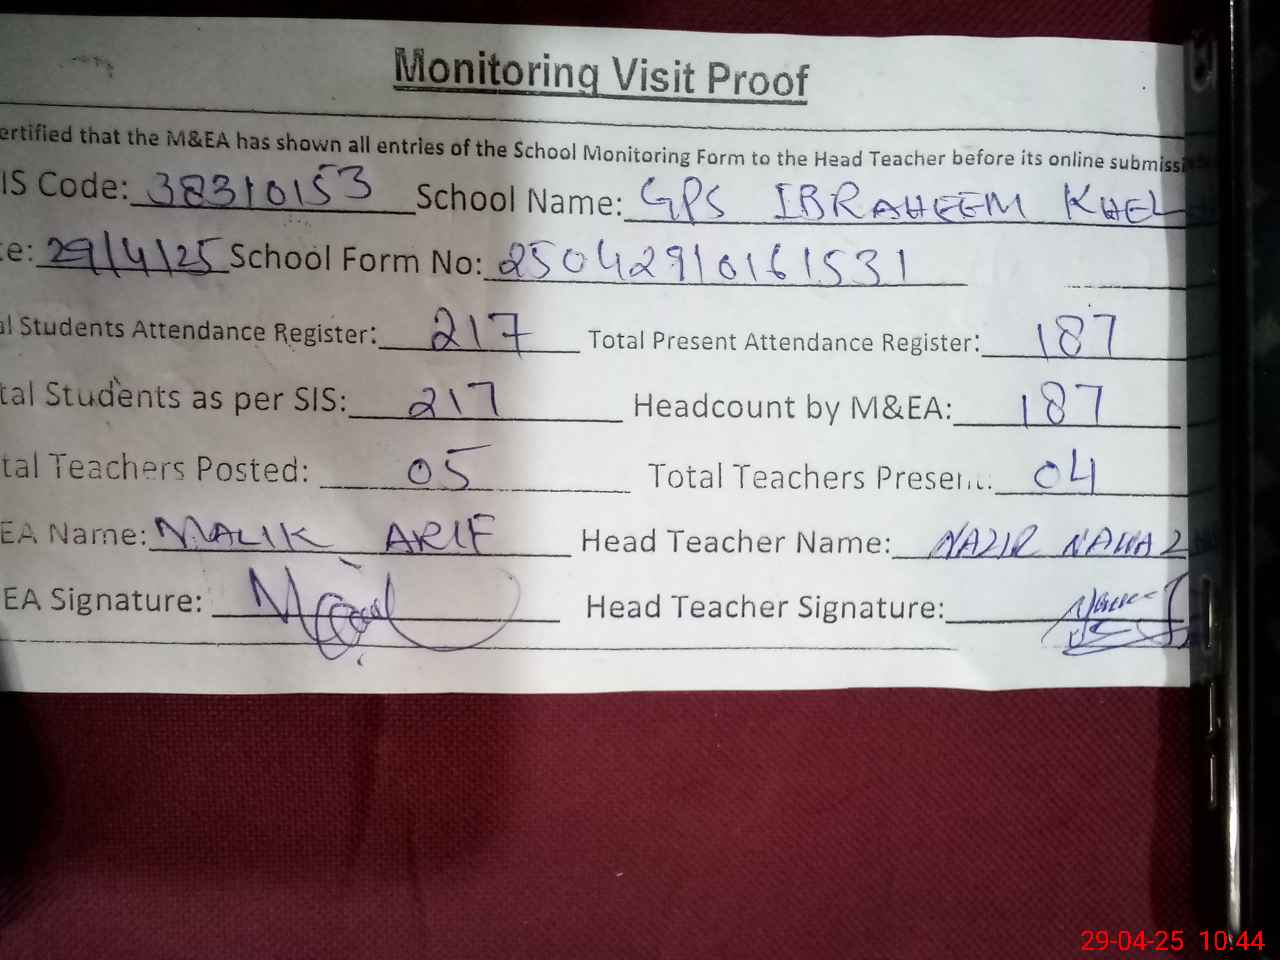 Monitoring Visit Proof
ertified that the M&EA has shown all entries of the School Monitoring Form to the Head Teacher before its online submissi
IS Code: 38310153 School Name: GPS IBRAHEEM KHEL
e: 29/4/25 School Form No: 25042910161531
al Students Attendance Register: 217 Total Present Attendance Register: 187
tal Students as per SIS: 217 Headcount by M&EA: 187
tal Teachers Posted: 05 Total Teachers Present: 04
EA Name: MALIK ARIF Head Teacher Name: NAZIR NAWAZ
EA Signature: Head Teacher Signature:
29-04-25 10:44